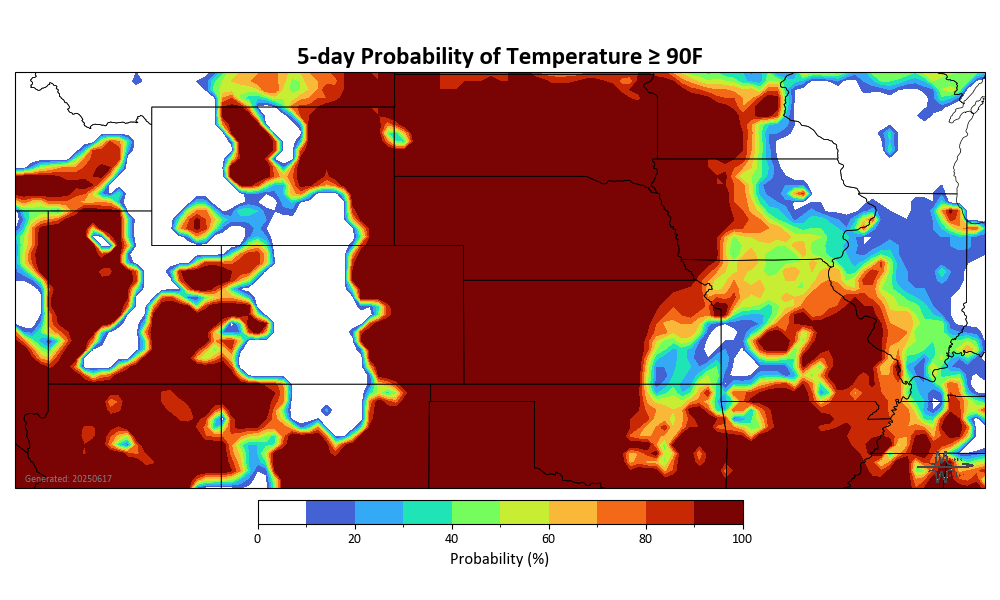 5-day Probability of Temperature ≥ 90F
Generated: 20250617
0 20 40 60 80 100
Probability (%)